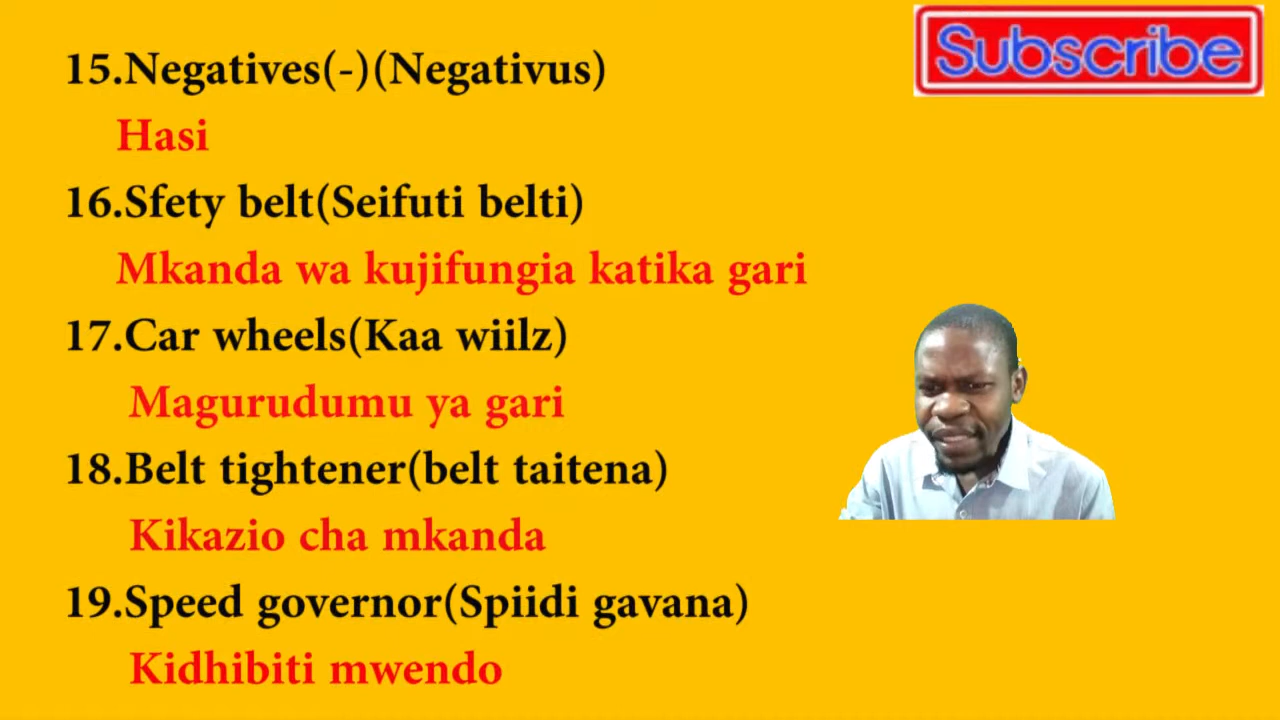 Subscribe
15.Negatives(-)(Negativus)
Hasi
16.Sfety belt(Seifuti belti)
Mkanda wa kujifungia katika gari
17.Car wheels(Kaa wiilz)
Magurudumu ya gari
18.Belt tightener(belt taitena)
Kikazio cha mkanda
19.Speed governor(Spiidi gavana)
Kidhibiti mwendo